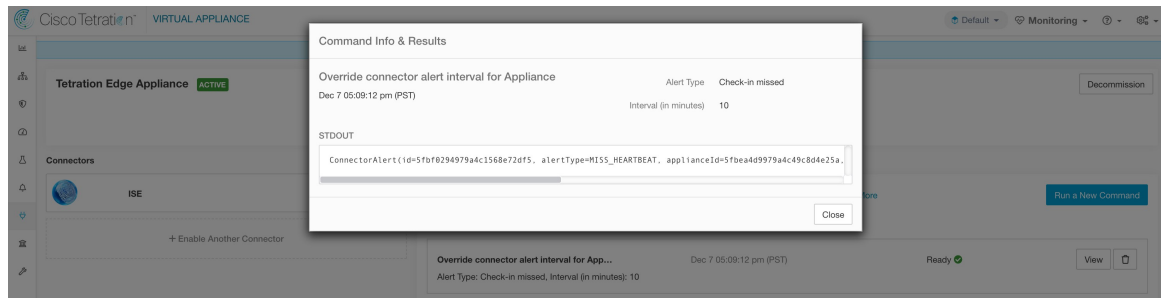 Cisco Tetration™ VIRTUAL APPLIANCE
Default Monitoring
Command Info & Results
Override connector alert interval for Appliance
Dec 7 05:09:12 pm (PST)
Alert Type Check-in missed
Interval (in minutes) 10
STDOUT
ConnectorAlert(id=5fbf0294979a4c1568e72df5, alertType=MISS_HEARTBEAT, applianceId=5fbea4d9979a4c49c8d4e25a,
Close
Tetration Edge Appliance ACTIVE
Decommission
Connectors
ISE
+ Enable Another Connector
Run a New Command
Override connector alert interval for App... Dec 7 05:09:12 pm (PST) Ready View
Alert Type: Check-in missed, Interval (in minutes): 10